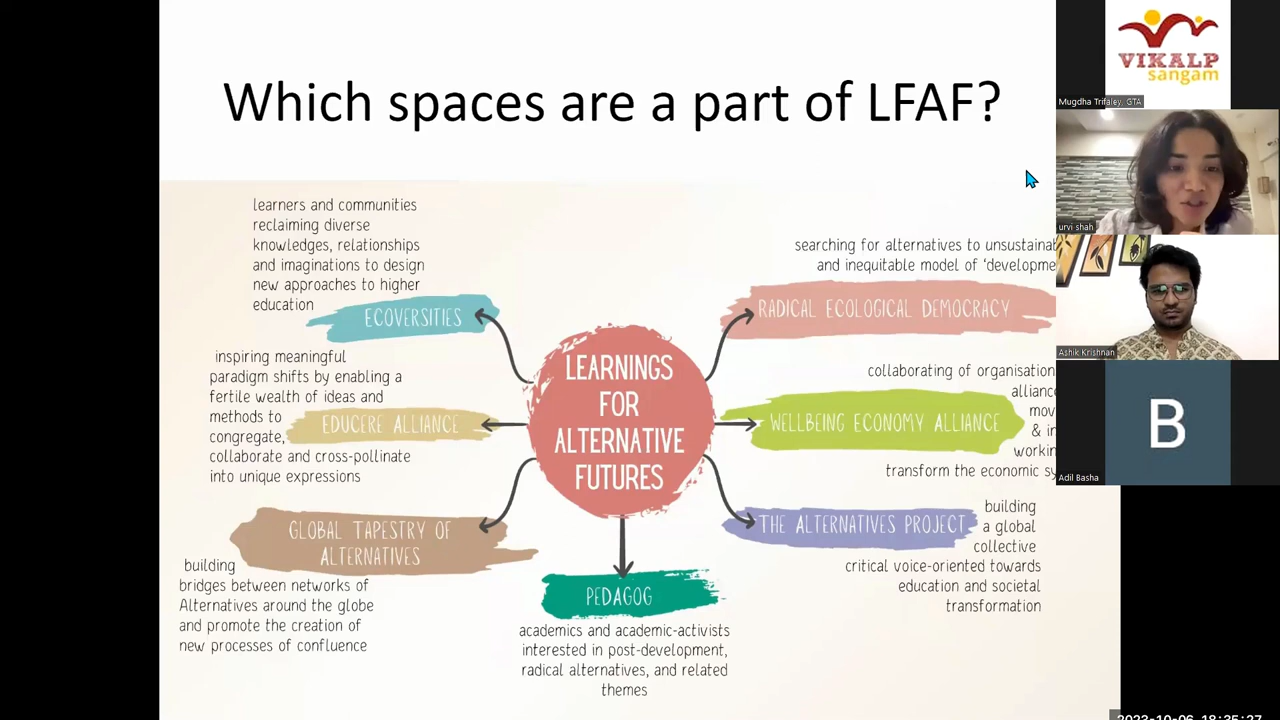 Which spaces are a part of LFAF?
learners and communities
reclaiming diverse
knowledges, relationships
and imaginations to design
new approaches to higher
education
ECOVERSITIES
inspiring meaningful
paradigm shifts by enabling a
fertile wealth of ideas and
methods to
congregate,
collaborate and cross-pollinate
into unique expressions
EDUCERE ALLIANCE
GLOBAL TAPESTRY OF
ALTERNATIVES
building
bridges between networks of
Alternatives around the globe
and promote the creation of
new processes of confluence
LEARNINGS
FOR
ALTERNATIVE
FUTURES
PEDAGOG
academics and academic-activists
interested in post-development,
radical alternatives, and related
themes
searching for alternatives to
and inequitable model of
RADICAL ECOLOGICAL DEMOCRACY
collaborating of
WELLBEING ECONOMY ALLIANCE
transform the economic
THE ALTERNATIVES PROJECT
building
a global
collective
critical voice-oriented towards
education and societal
transformation
VIKALP
sangam
Mugdha Trifaley, GTA
urvi shah
Ashik Krishnan
B
Adil Basha
2023-10-06 18:35:27